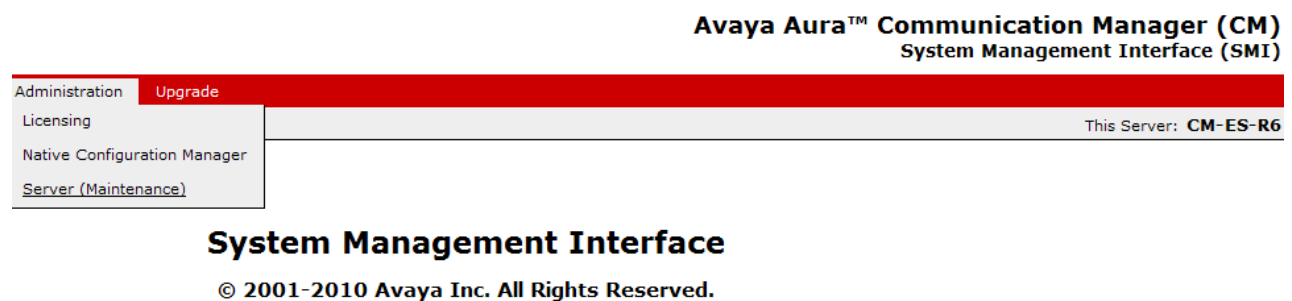 Avaya Aura™ Communication Manager (CM)
System Management Interface (SMI)
Administration Upgrade
Licensing
This Server: CM-ES-R6
Native Configuration Manager
Server (Maintenance)
System Management Interface
© 2001-2010 Avaya Inc. All Rights Reserved.